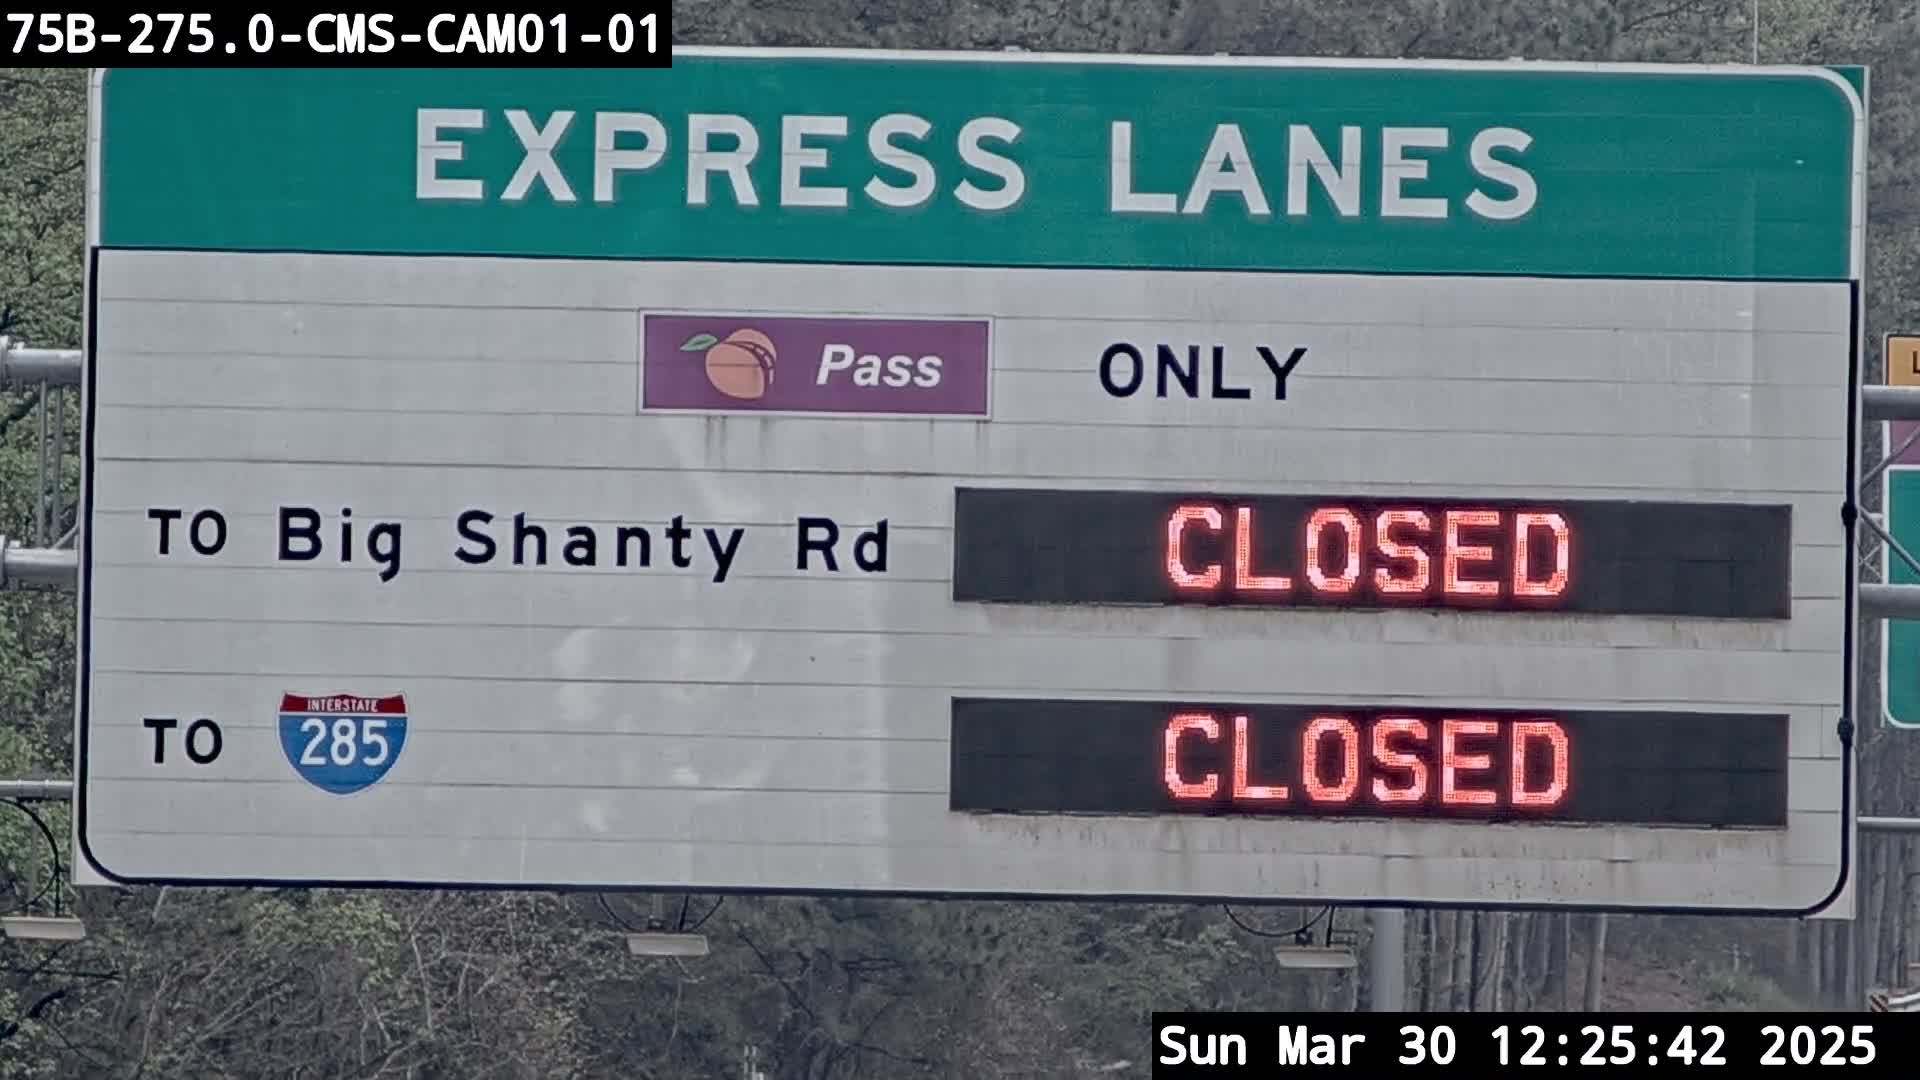 75B-275.0-CMS-CAM01-01
EXPRESS LANES
Pass ONLY
TO Big Shanty Rd CLOSED
TO INTERSTATE 285 CLOSED
Sun Mar 30 12:25:42 2025